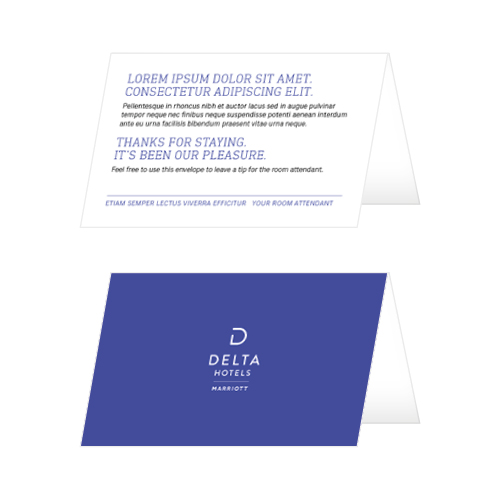 LOREM IPSUM DOLOR SIT AMET.
CONSECTETUR ADIPISCING ELIT.
Pellentesque in rhoncus nibh et auctor lacus sed in augue pulvinar
tempor neque nec finibus neque suspendisse potenti aenean interdum
ante eu urna facilisis bibendum praesent vitae urna neque.
THANKS FOR STAYING.
IT'S BEEN OUR PLEASURE.
Feel free to use this envelope to leave a tip for the room attendant.
ETIAM SEMPER LECTUS VIVERRA EFFICITUR YOUR ROOM ATTENDANT
D
DELTA
HOTELS
MARRIOTT